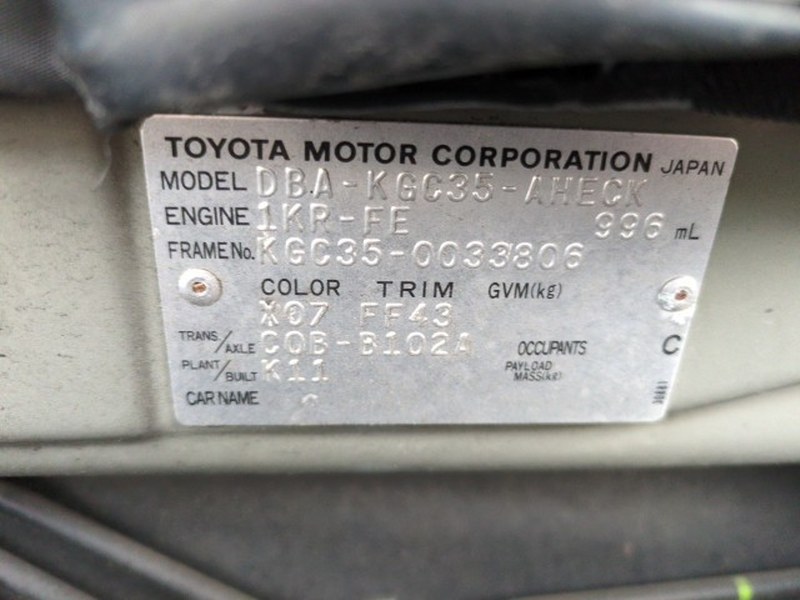 TOYOTA MOTOR CORPORATION JAPAN
MODEL DBA-KGC35-AHECK
ENGINE 1KR-FE 996 mL
FRAME No. KGC35-0033806
COLOR TRIM GVM(kg)
X07 FF43
TRANS./AXLE C0B-B102A OCCUPANTS C
PLANT/BUILT K11 PAYLOAD MASS(kg)
CAR NAME